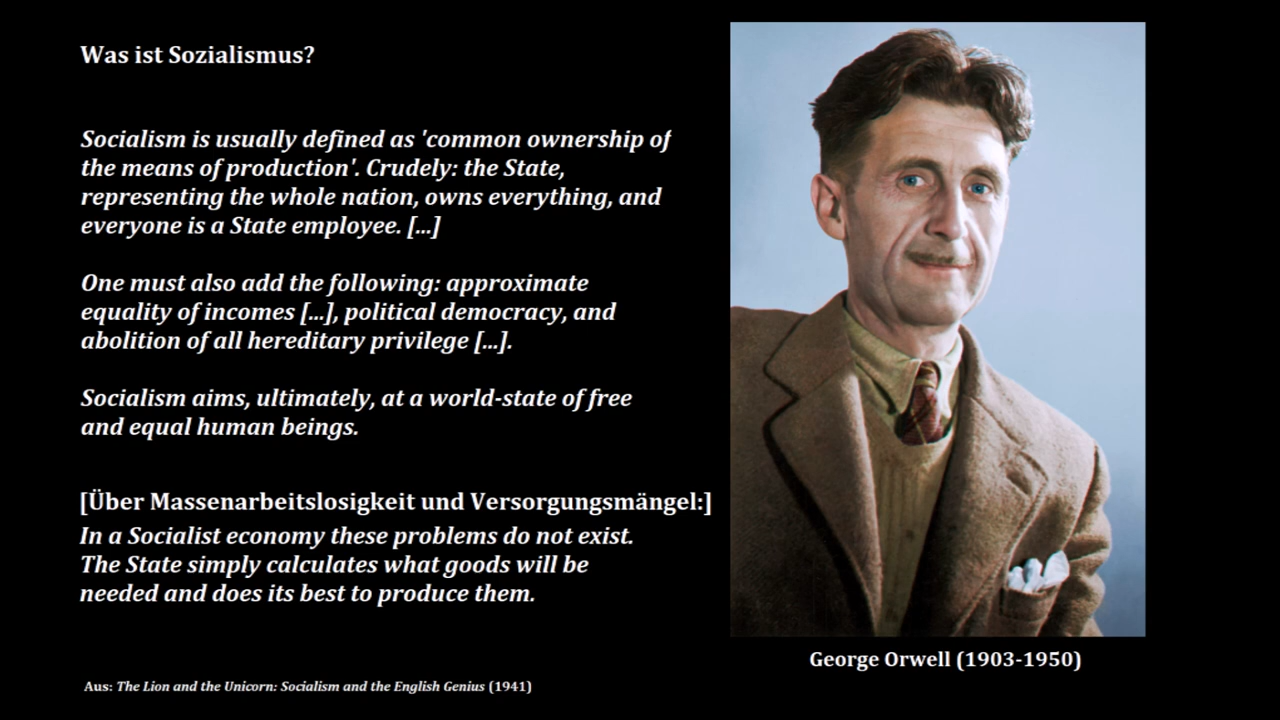 Was ist Sozialismus?
Socialism is usually defined as 'common ownership of
the means of production'. Crudely: the State,
representing the whole nation, owns everything, and
everyone is a State employee. [...]
One must also add the following: approximate
equality of incomes [...], political democracy, and
abolition of all hereditary privilege [...].
Socialism aims, ultimately, at a world-state of free
and equal human beings.
[Über Massenarbeitslosigkeit und Versorgungsmängel:]
In a Socialist economy these problems do not exist.
The State simply calculates what goods will be
needed and does its best to produce them.
Aus: The Lion and the Unicorn: Socialism and the English Genius (1941)
George Orwell (1903-1950)